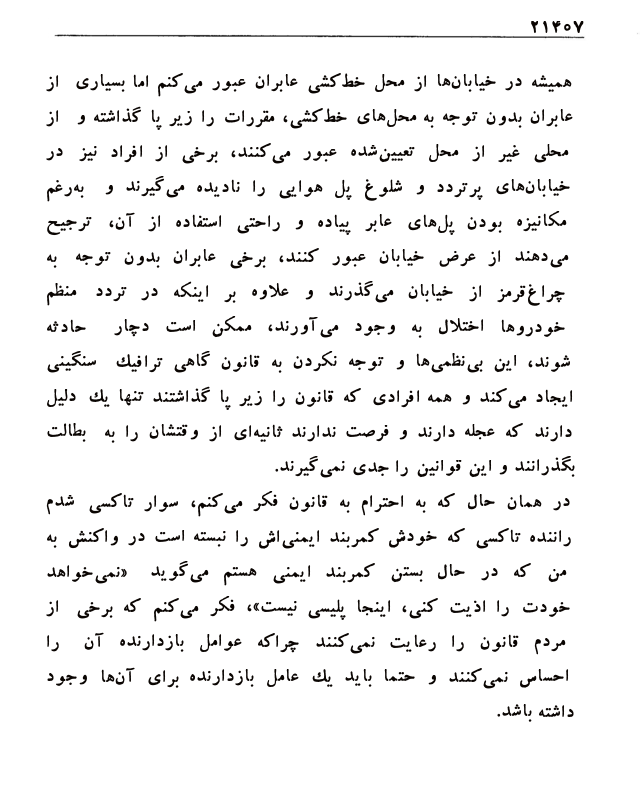 ۲۱۴۰۷
همیشه در خیابان‌ها از محل خط‌کشی عابران عبور می‌کنم اما بسیاری از
عابران بدون توجه به محل‌های خط‌کشی، مقررات را زیر پا گذاشته و از
محلی غیر از محل تعیین‌شده عبور می‌کنند، برخی از افراد نیز در
خیابان‌های پرتردد و شلوغ پل هوایی را نادیده می‌گیرند و به‌رغم
مکانیزه بودن پل‌های عابر پیاده و راحتی استفاده از آن، ترجیح
می‌دهند از عرض خیابان عبور کنند، برخی عابران بدون توجه به
چراغ‌قرمز از خیابان می‌گذرند و علاوه بر اینکه در تردد منظم
خودروها اختلال به وجود می‌آورند، ممکن است دچار حادثه
شوند، این بی‌نظمی‌ها و توجه نکردن به قانون گاهی ترافیك سنگینی
ایجاد می‌کند و همه افرادی که قانون را زیر پا گذاشتند تنها یك دلیل
دارند که عجله دارند و فرصت ندارند ثانیه‌ای از وقتشان را به بطالت
بگذرانند و این قوانین را جدی نمی‌گیرند.
در همان حال که به احترام به قانون فکر می‌کنم، سوار تاکسی شدم
راننده تاکسی که خودش کمربند ایمنی‌اش را نبسته است در واکنش به
من که در حال بستن کمربند ایمنی هستم می‌گوید «نمی‌خواهد
خودت را اذیت کنی، اینجا پلیسی نیست»، فکر می‌کنم که برخی از
مردم قانون را رعایت نمی‌کنند چراکه عوامل بازدارنده آن را
احساس نمی‌کنند و حتما باید یك عامل بازدارنده برای آن‌ها وجود
داشته باشد.